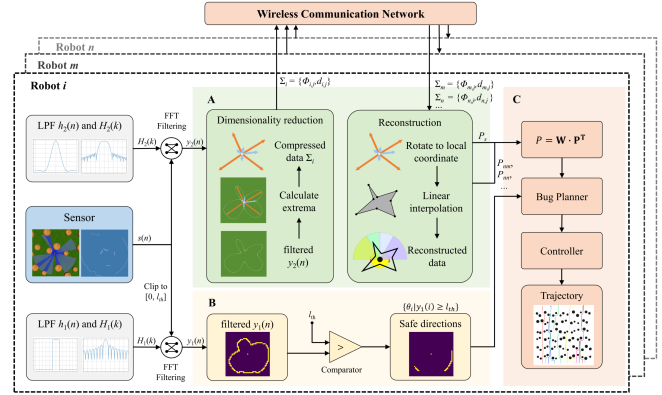 Wireless Communication Network
Robot n
Robot m
Robot i
Σᵢ = {Φᵢ,ⱼ, dᵢ,ⱼ}
Σₘ = {Φₘ,ⱼ, dₘ,ⱼ}
Σₙ = {Φₙ,ⱼ, dₙ,ⱼ}
...
A
C
LPF h₂(n) and H₂(k)
H₂(k)
FFT
Filtering
y₂(n)
Dimensionality reduction
Compressed
data Σᵢ
Calculate
extrema
filtered
y₂(n)
Reconstruction
Rotate to local
coordinate
Linear
interpolation
Reconstructed
data
Pₛ
P = W · Pᵀ
...
Bug Planner
Controller
Trajectory
Sensor
s(n)
Clip to
[0, lₜₕ]
B
LPF h₁(n) and H₁(k)
H₁(k)
FFT
Filtering
y₁(n)
filtered y₁(n)
lₜₕ
>
Comparator
{θᵢ|y₁(i) ≥ lₜₕ}
Safe directions